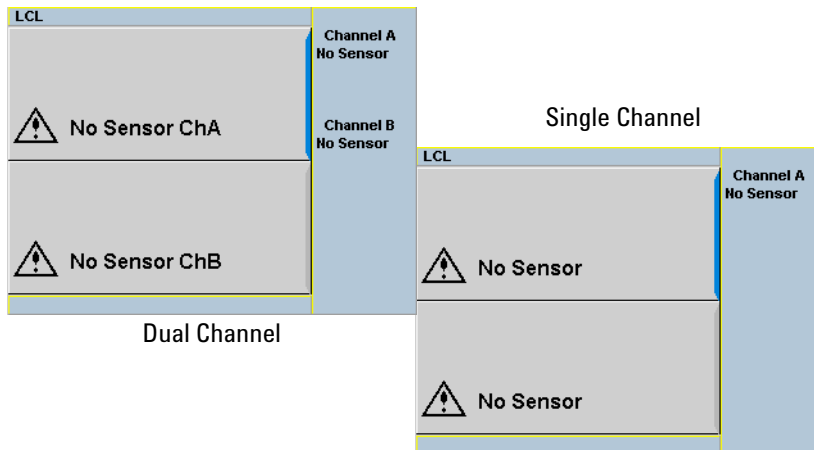 LCL
Channel A
No Sensor
No Sensor ChA
Channel B
No Sensor
No Sensor ChB
Dual Channel
Single Channel
LCL
Channel A
No Sensor
No Sensor
No Sensor